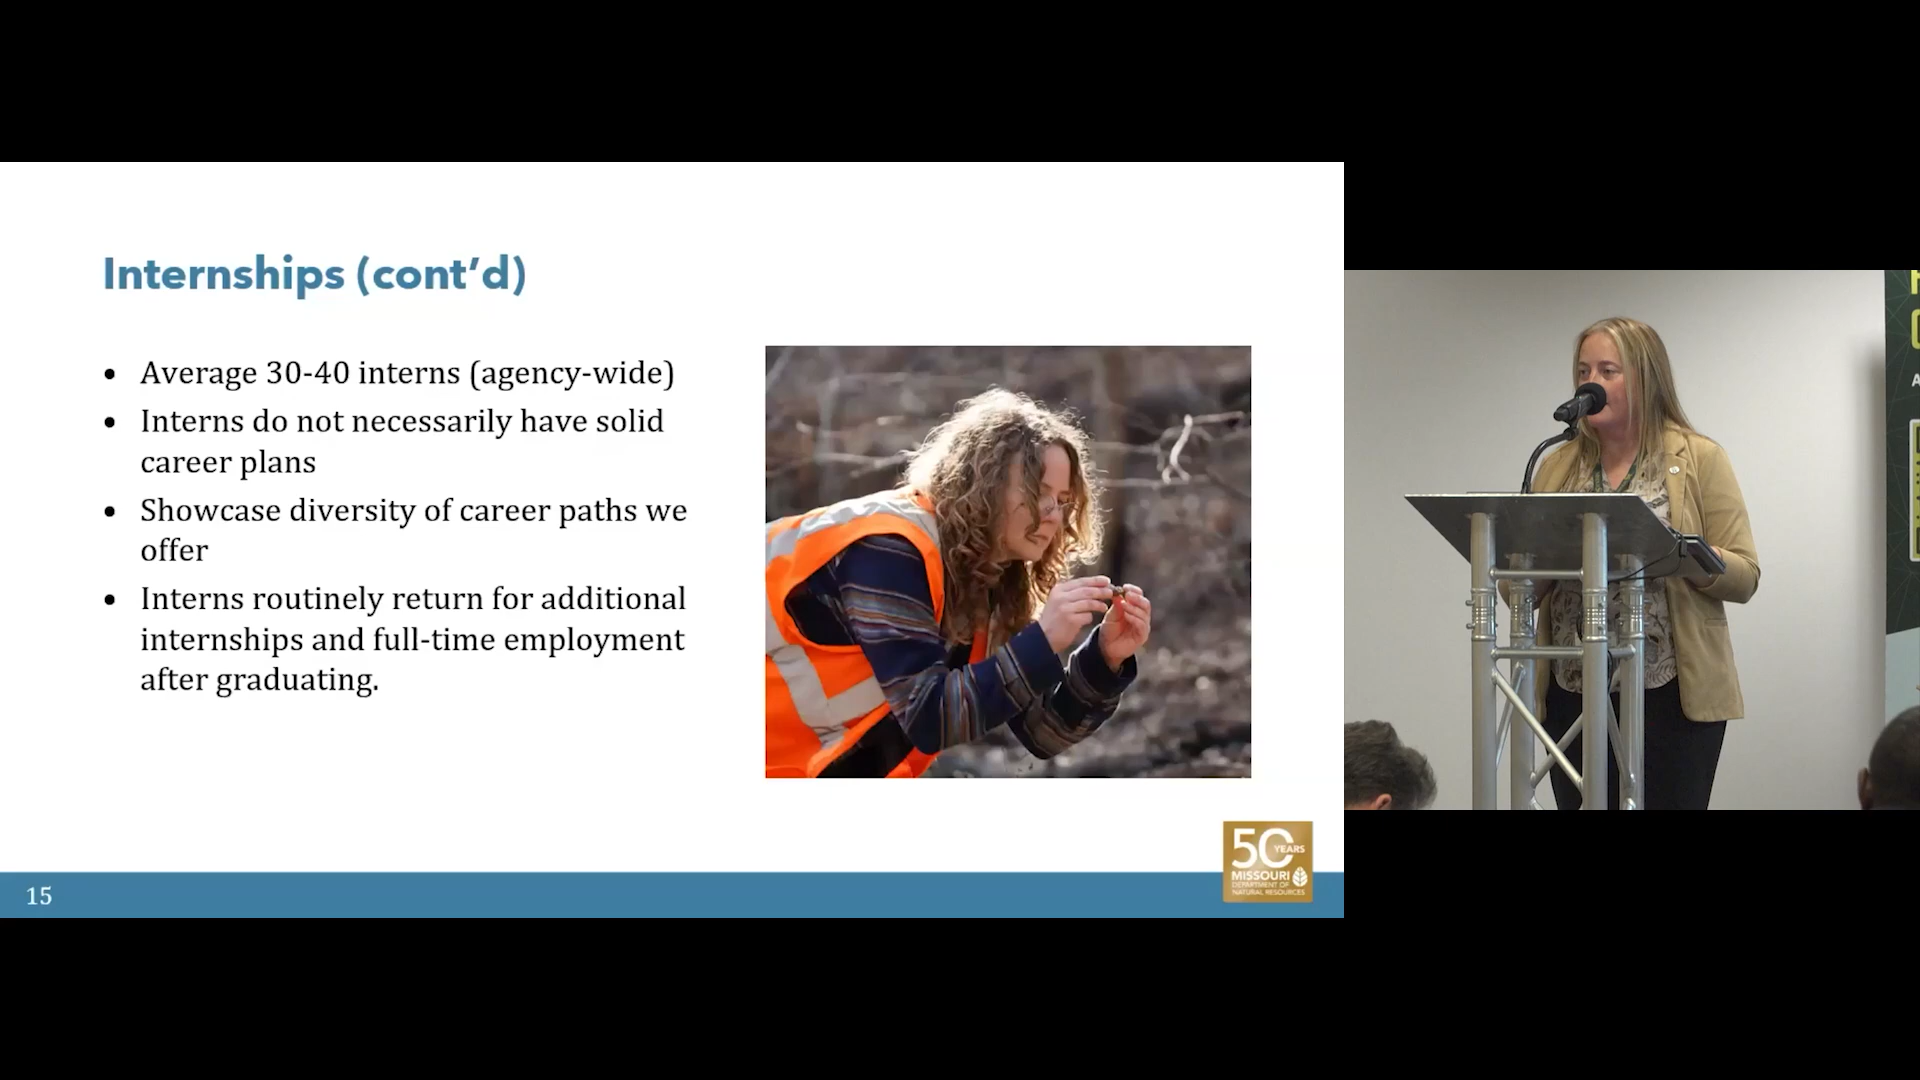 Internships (cont’d)
• Average 30-40 interns (agency-wide)
• Interns do not necessarily have solid
career plans
• Showcase diversity of career paths we
offer
• Interns routinely return for additional
internships and full-time employment
after graduating.
50
YEARS
MISSOURI
DEPARTMENT OF
NATURAL RESOURCES
15